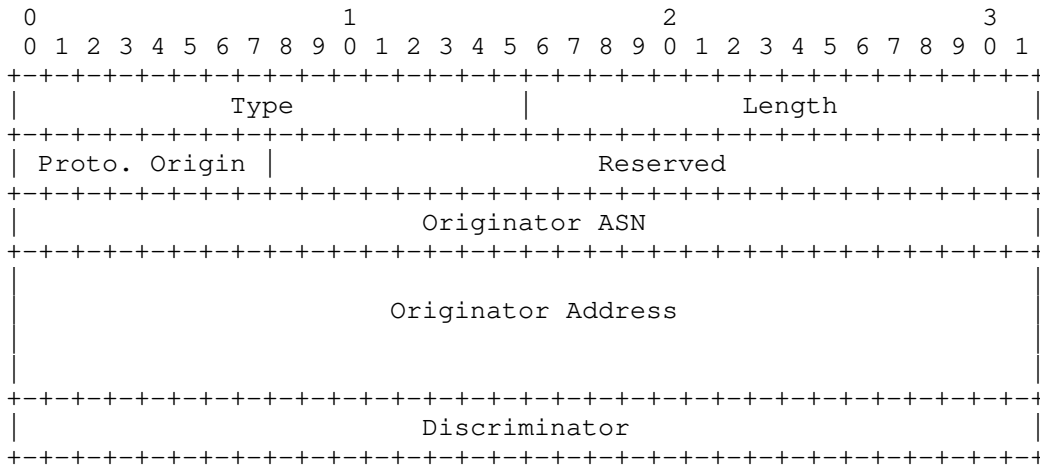 0                   1                   2                   3
0 1 2 3 4 5 6 7 8 9 0 1 2 3 4 5 6 7 8 9 0 1 2 3 4 5 6 7 8 9 0 1
+-+-+-+-+-+-+-+-+-+-+-+-+-+-+-+-+-+-+-+-+-+-+-+-+-+-+-+-+-+-+-+-+
| Type | Length |
+-+-+-+-+-+-+-+-+-+-+-+-+-+-+-+-+-+-+-+-+-+-+-+-+-+-+-+-+-+-+-+-+
| Proto. Origin | Reserved |
+-+-+-+-+-+-+-+-+-+-+-+-+-+-+-+-+-+-+-+-+-+-+-+-+-+-+-+-+-+-+-+-+
| Originator ASN |
+-+-+-+-+-+-+-+-+-+-+-+-+-+-+-+-+-+-+-+-+-+-+-+-+-+-+-+-+-+-+-+-+
| |
| Originator Address |
| |
| |
+-+-+-+-+-+-+-+-+-+-+-+-+-+-+-+-+-+-+-+-+-+-+-+-+-+-+-+-+-+-+-+-+
| Discriminator |
+-+-+-+-+-+-+-+-+-+-+-+-+-+-+-+-+-+-+-+-+-+-+-+-+-+-+-+-+-+-+-+-+